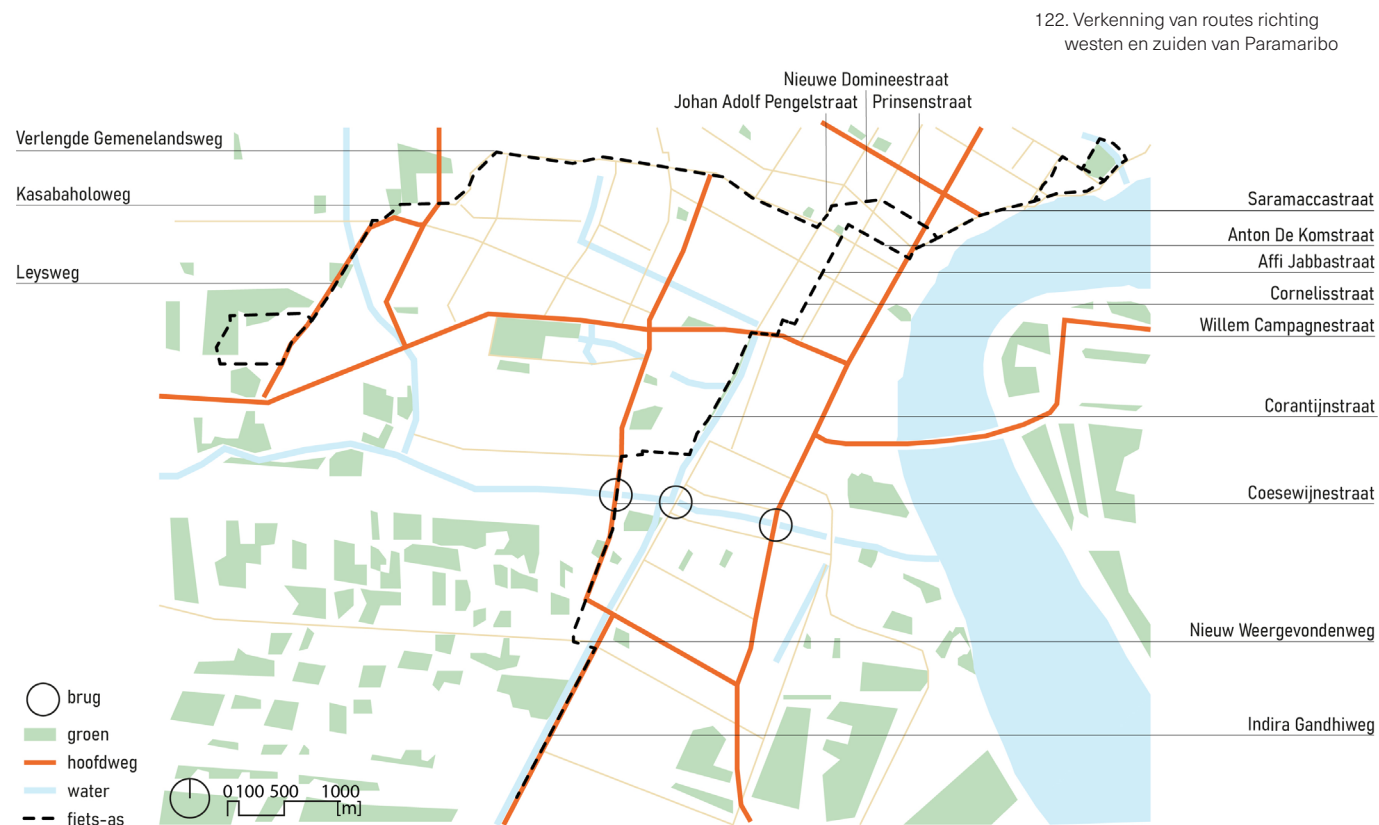 122. Verkenning van routes richting
westen en zuiden van Paramaribo
Nieuwe Domineestraat
Johan Adolf Pengelstraat
Prinsenstraat
Verlengde Gemenelandsweg
Kasabaholoweg
Leysweg
Saramaccastraat
Anton De Komstraat
Affi Jabbastraat
Cornelisstraat
Willem Campagnestraat
Corantijnstraat
Coesewijnestraat
Nieuw Weergevondenweg
Indira Gandhiweg
brug
groen
hoofdweg
water
fiets-as
0 100 500 1000
[m]